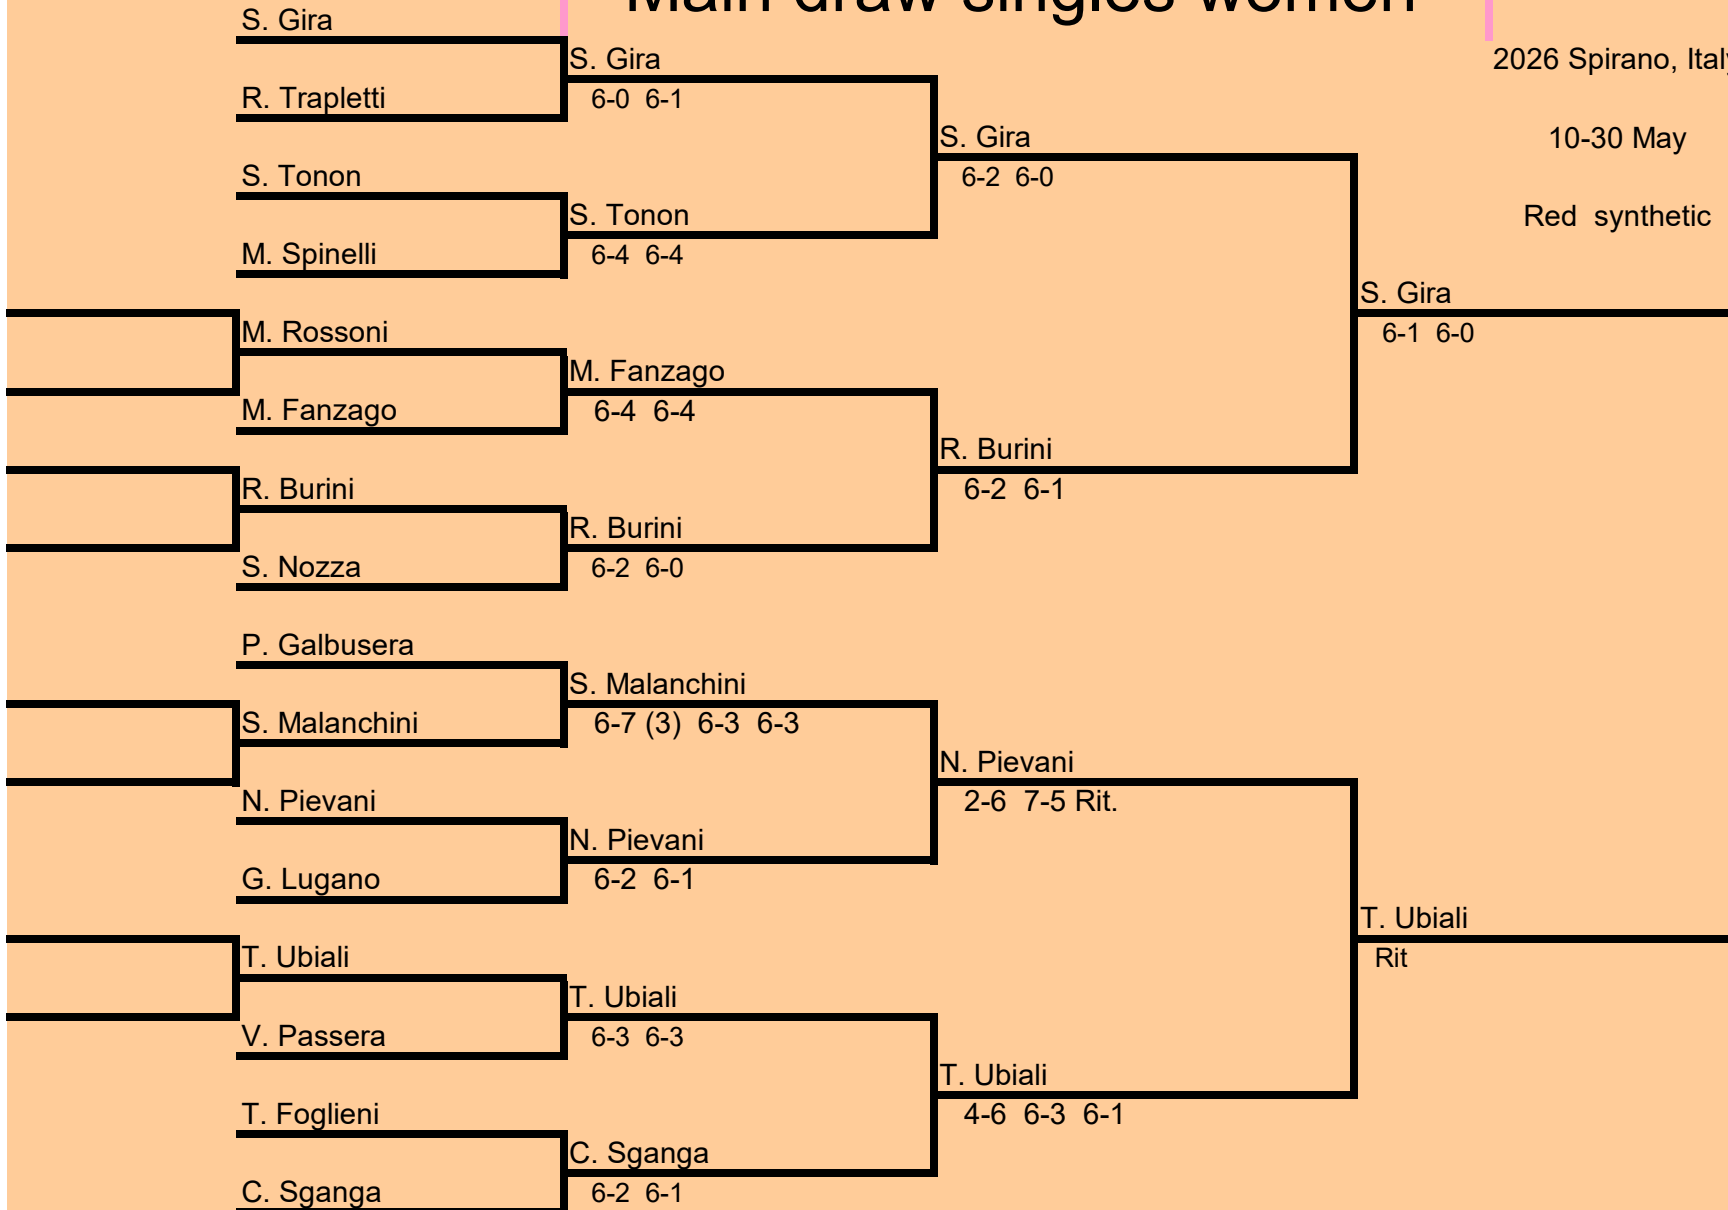 Main draw singles women
S. Gira
S. Gira
2026 Spirano, Italy
R. Trapletti
6-0 6-1
S. Gira
10-30 May
S. Tonon
6-2 6-0
S. Tonon
Red synthetic
M. Spinelli
6-4 6-4
S. Gira
M. Rossoni
6-1 6-0
M. Fanzago
M. Fanzago
6-4 6-4
R. Burini
R. Burini
6-2 6-1
R. Burini
S. Nozza
6-2 6-0
P. Galbusera
S. Malanchini
S. Malanchini
6-7 (3) 6-3 6-3
N. Pievani
N. Pievani
2-6 7-5 Rit.
N. Pievani
G. Lugano
6-2 6-1
T. Ubiali
T. Ubiali
Rit
T. Ubiali
V. Passera
6-3 6-3
T. Ubiali
T. Foglieni
4-6 6-3 6-1
C. Sganga
C. Sganga
6-2 6-1